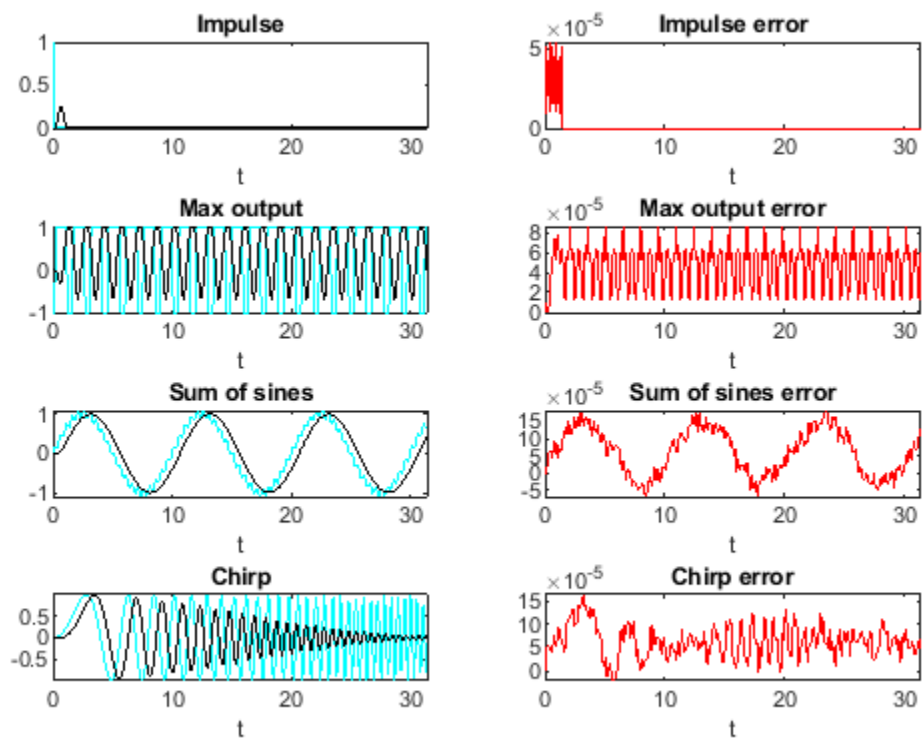 Impulse
1
0.5
0
0 10 20 30
t
Impulse error
×10-5
5
0
0 10 20 30
t
Max output
1
0
-1
0 10 20 30
t
Max output error
×10-5
8
6
4
2
0
0 10 20 30
t
Sum of sines
1
0
-1
0 10 20 30
t
Sum of sines error
×10-5
15
10
5
0
-5
0 10 20 30
t
Chirp
0.5
0
-0.5
0 10 20 30
t
Chirp error
×10-5
15
10
5
0
0 10 20 30
t